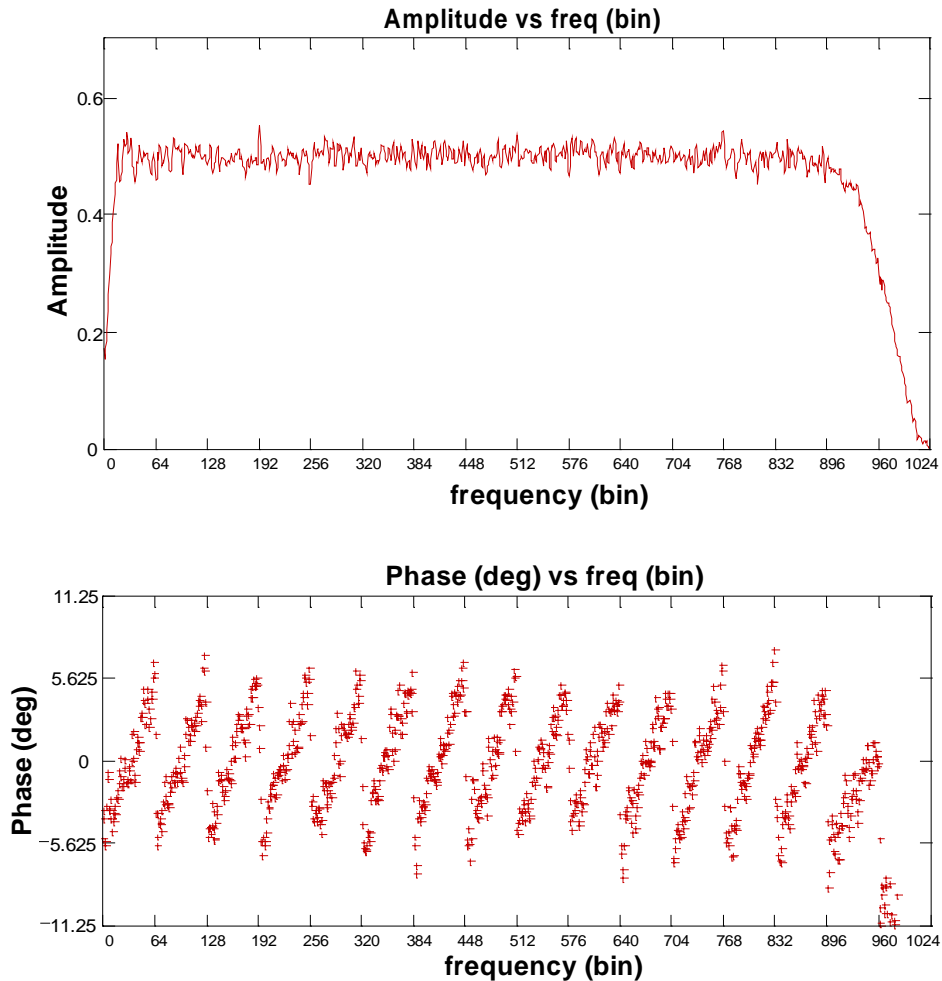 Amplitude vs freq (bin)
0.6
0.4
0.2
0
Amplitude
0 64 128 192 256 320 384 448 512 576 640 704 768 832 896 960 1024
frequency (bin)
Phase (deg) vs freq (bin)
11.25
5.625
0
−5.625
−11.25
Phase (deg)
0 64 128 192 256 320 384 448 512 576 640 704 768 832 896 960 1024
frequency (bin)